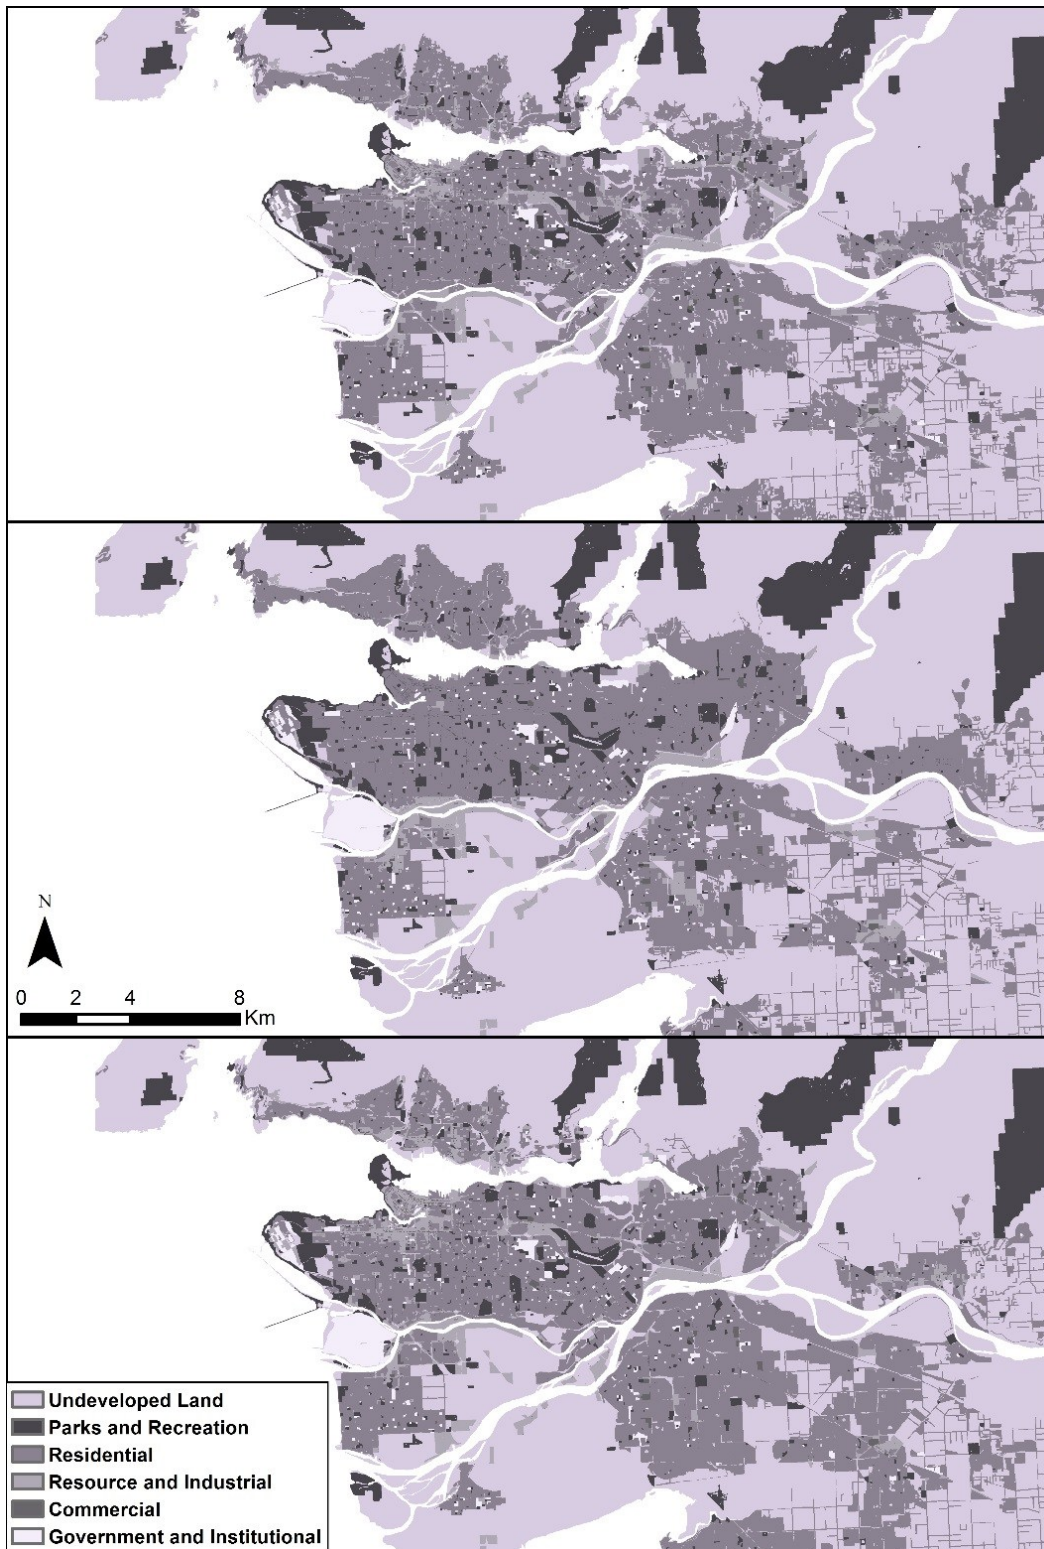 N
0 2 4 8
Km
Undeveloped Land
Parks and Recreation
Residential
Resource and Industrial
Commercial
Government and Institutional